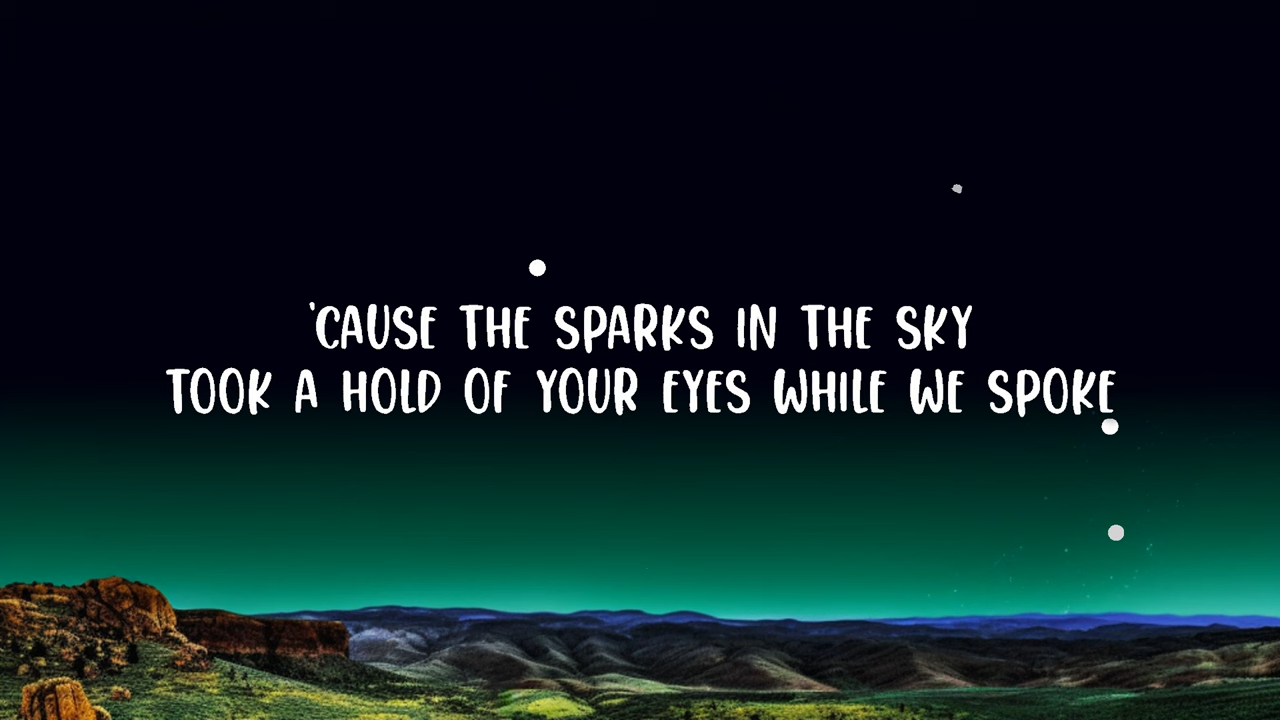 'CAUSE THE SPARKS IN THE SKY
TOOK A HOLD OF YOUR EYES WHILE WE SPOKE